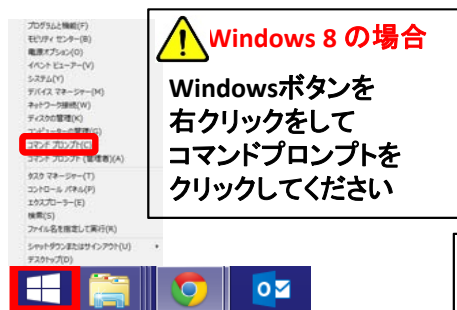 プログラムと機能(F)
モビリティ センター(B)
電源オプション(O)
イベント ビューアー(V)
システム(Y)
デバイス マネージャー(M)
ネットワーク接続(W)
ディスクの管理(K)
コンピューターの管理(G)
コマンド プロンプト(C)
コマンド プロンプト (管理者)(A)
タスク マネージャー(T)
コントロール パネル(P)
エクスプローラー(E)
検索(S)
ファイル名を指定して実行(R)
シャットダウンまたはサインアウト(U)
デスクトップ(D)
Windows 8 の場合
Windowsボタンを
右クリックをして
コマンドプロンプトを
クリックしてください